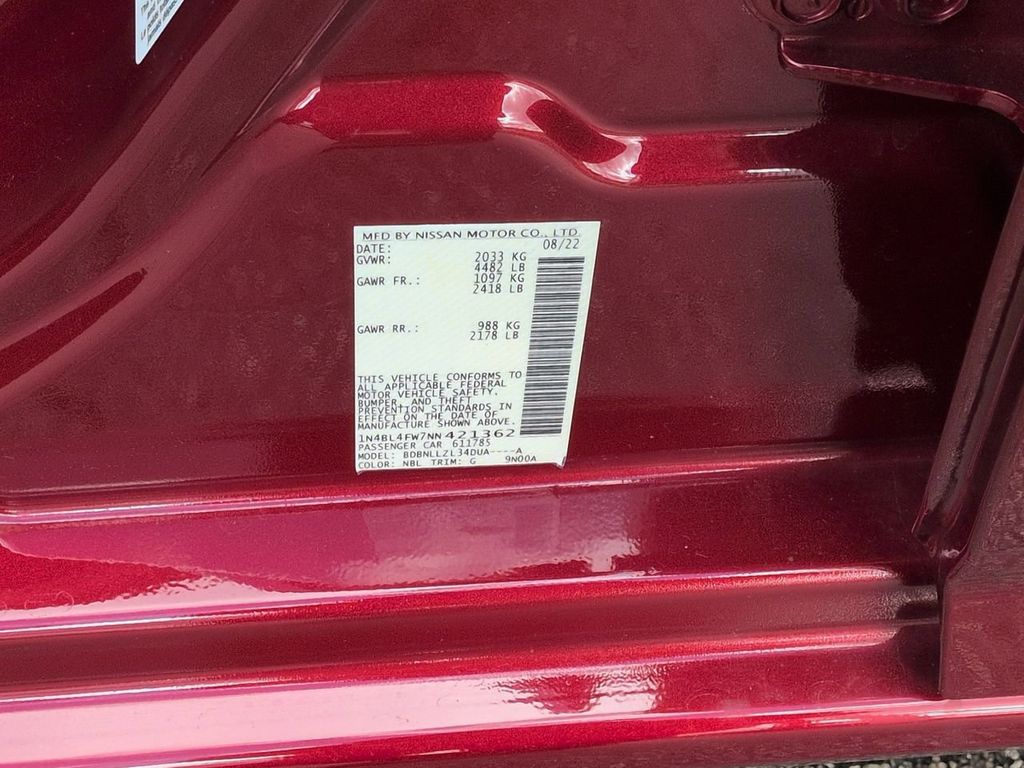 MFD BY NISSAN MOTOR CO., LTD.
DATE: 08/22
GVWR: 2033 KG
4482 LB
GAWR FR.: 1097 KG
2418 LB
GAWR RR.: 988 KG
2178 LB
THIS VEHICLE CONFORMS TO
ALL APPLICABLE FEDERAL
MOTOR VEHICLE SAFETY,
BUMPER, AND THEFT
PREVENTION STANDARDS IN
EFFECT ON THE DATE OF
MANUFACTURE SHOWN ABOVE.
1N4BL4FW7NN421362
PASSENGER CAR 611785
MODEL: BDBNLLZL34DUA----A
COLOR: NBL TRIM: G 9N00A